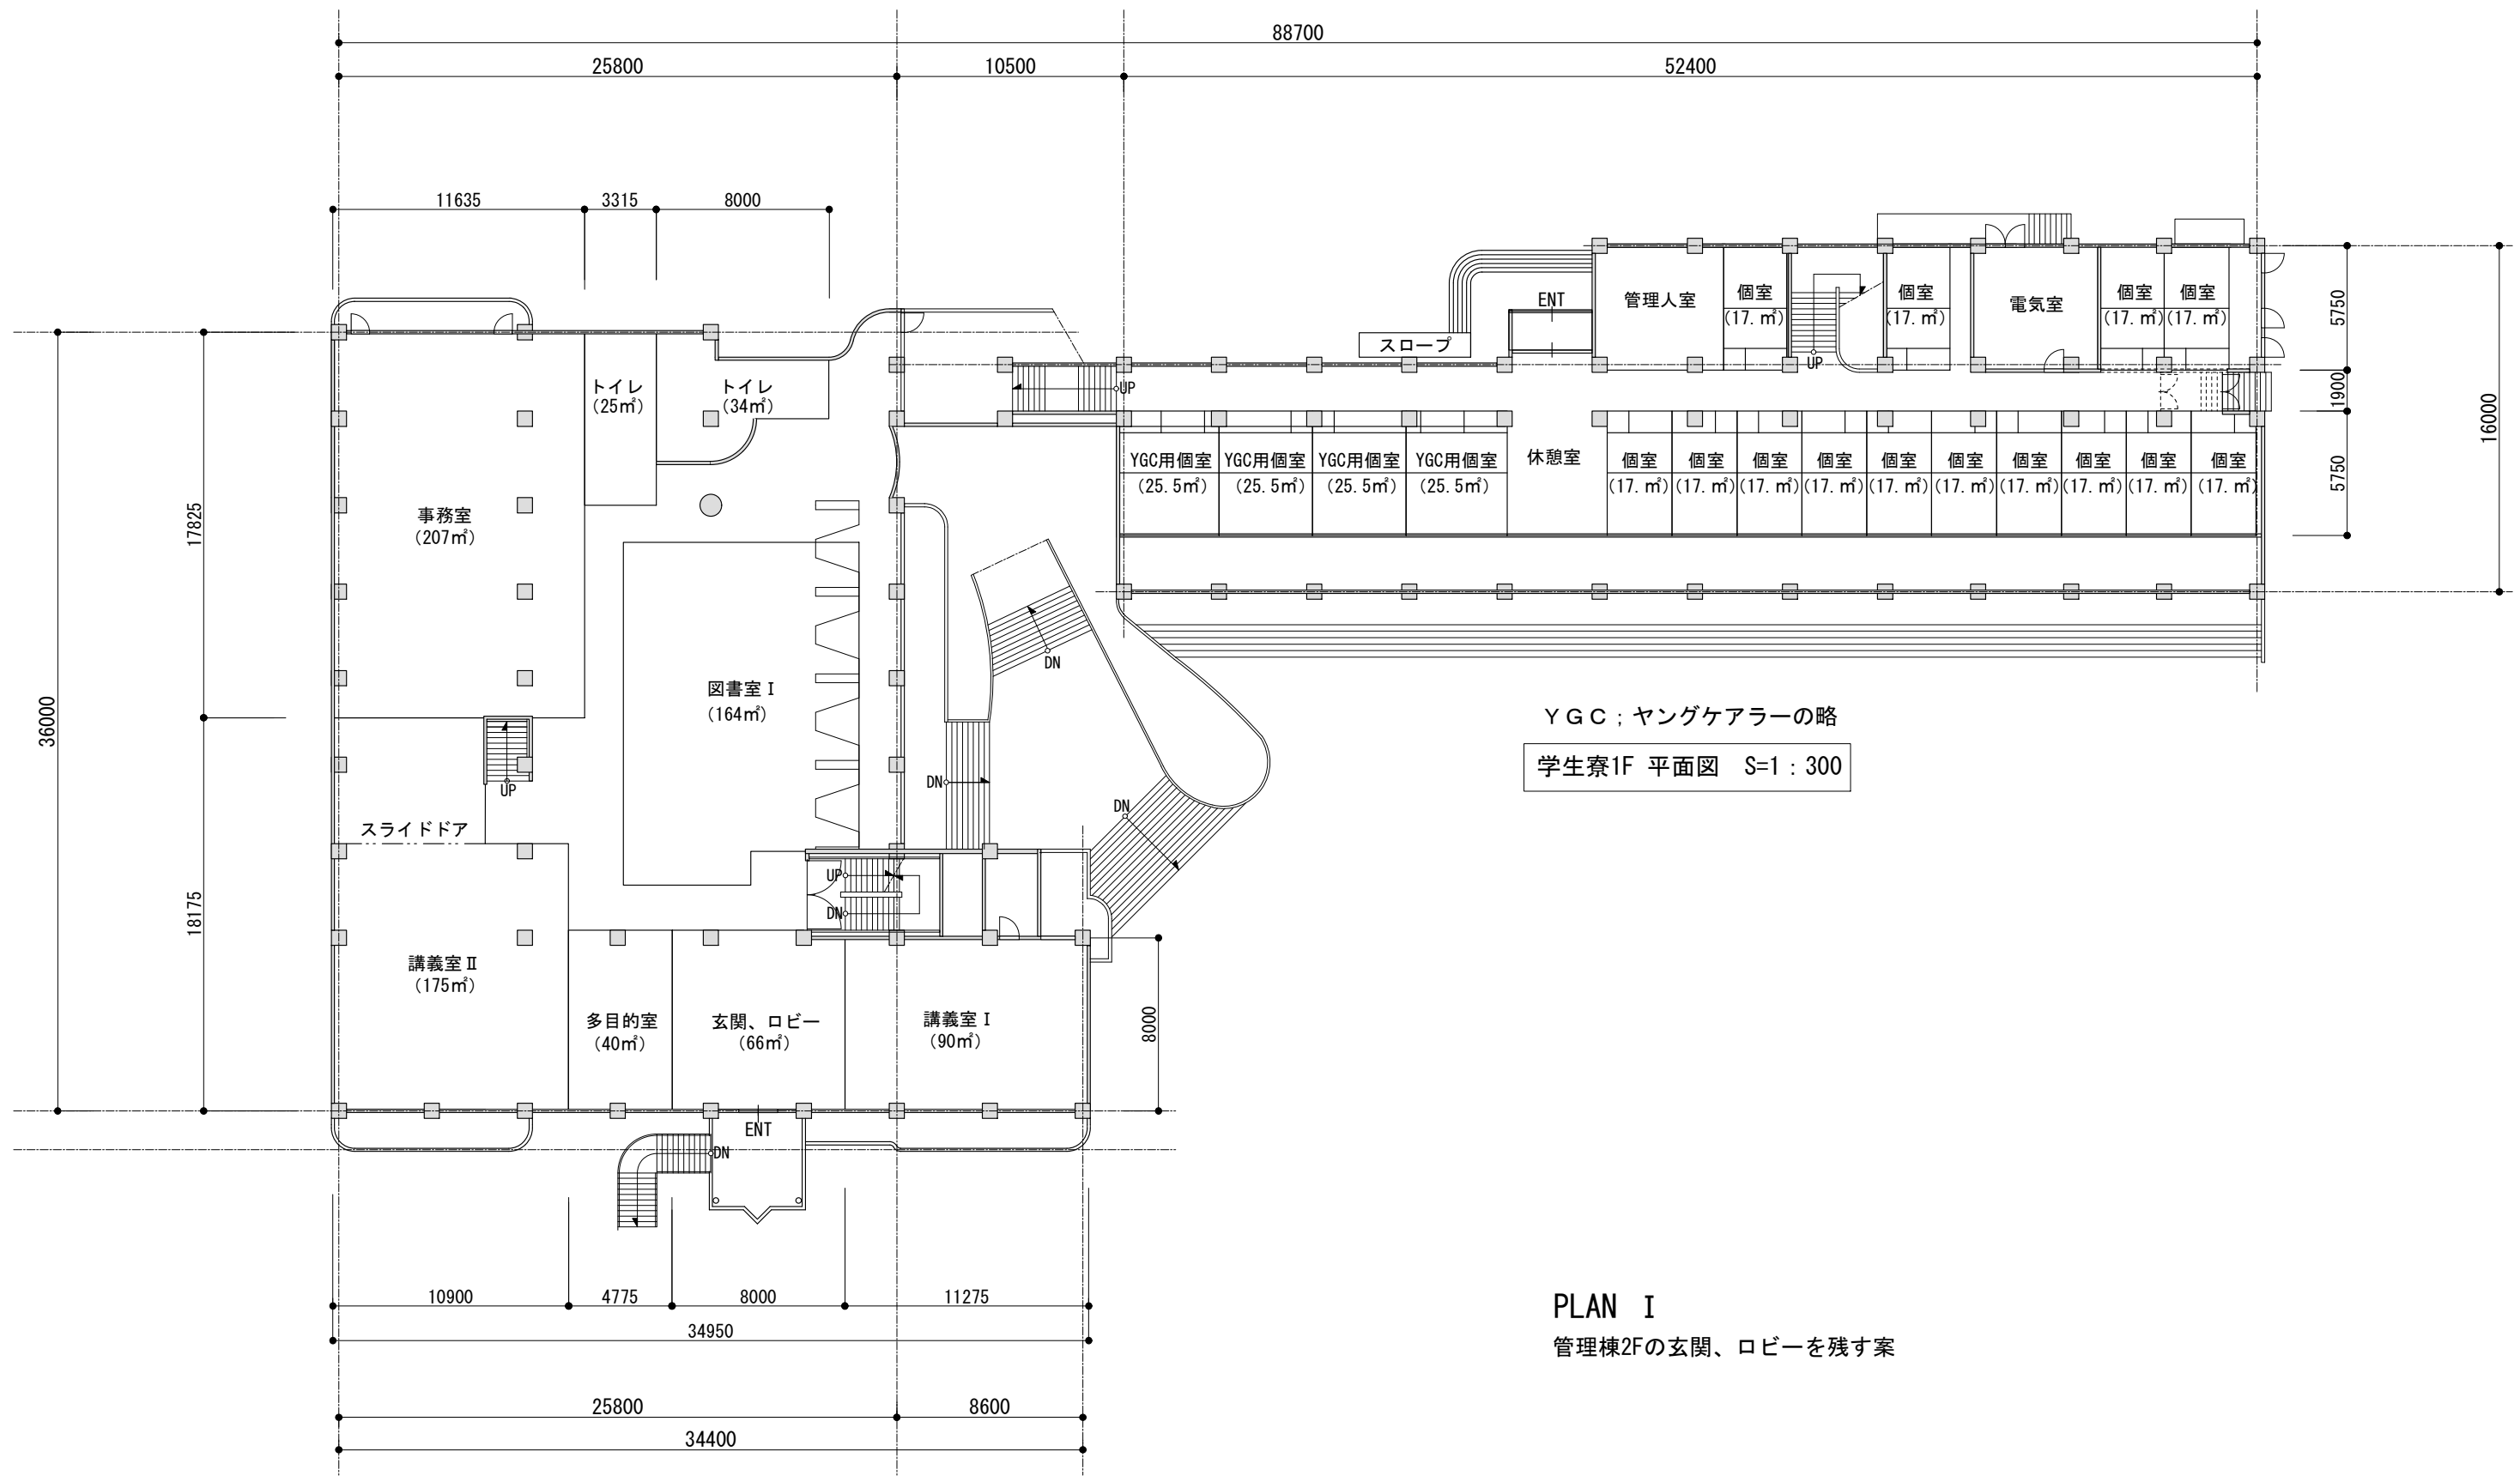 88700
25800 10500 52400
11635 3315 8000
ENT
管理人室
個室
(17. ㎡)
UP
個室
(17. ㎡)
電気室
個室
(17. ㎡)
個室
(17. ㎡)
スロープ
5750
1900
5750
16000
トイレ
(25㎡)
トイレ
(34㎡)
UP
YGC用個室
(25.5㎡)
YGC用個室
(25.5㎡)
YGC用個室
(25.5㎡)
YGC用個室
(25.5㎡)
休憩室
個室
(17. ㎡)
個室
(17. ㎡)
個室
(17. ㎡)
個室
(17. ㎡)
個室
(17. ㎡)
個室
(17. ㎡)
個室
(17. ㎡)
個室
(17. ㎡)
個室
(17. ㎡)
個室
(17. ㎡)
事務室
(207㎡)
17825
36000
18175
図書室Ⅰ
(164㎡)
DN
DN
DN
UP
スライドドア
UP
DN
ＹＧＣ；ヤングケアラーの略
学生寮1F 平面図 S=1：300
講義室Ⅱ
(175㎡)
多目的室
(40㎡)
玄関、ロビー
(66㎡)
講義室Ⅰ
(90㎡)
8000
ENT
DN
10900 4775 8000 11275
34950
25800 8600
34400
PLAN Ⅰ
管理棟2Fの玄関、ロビーを残す案